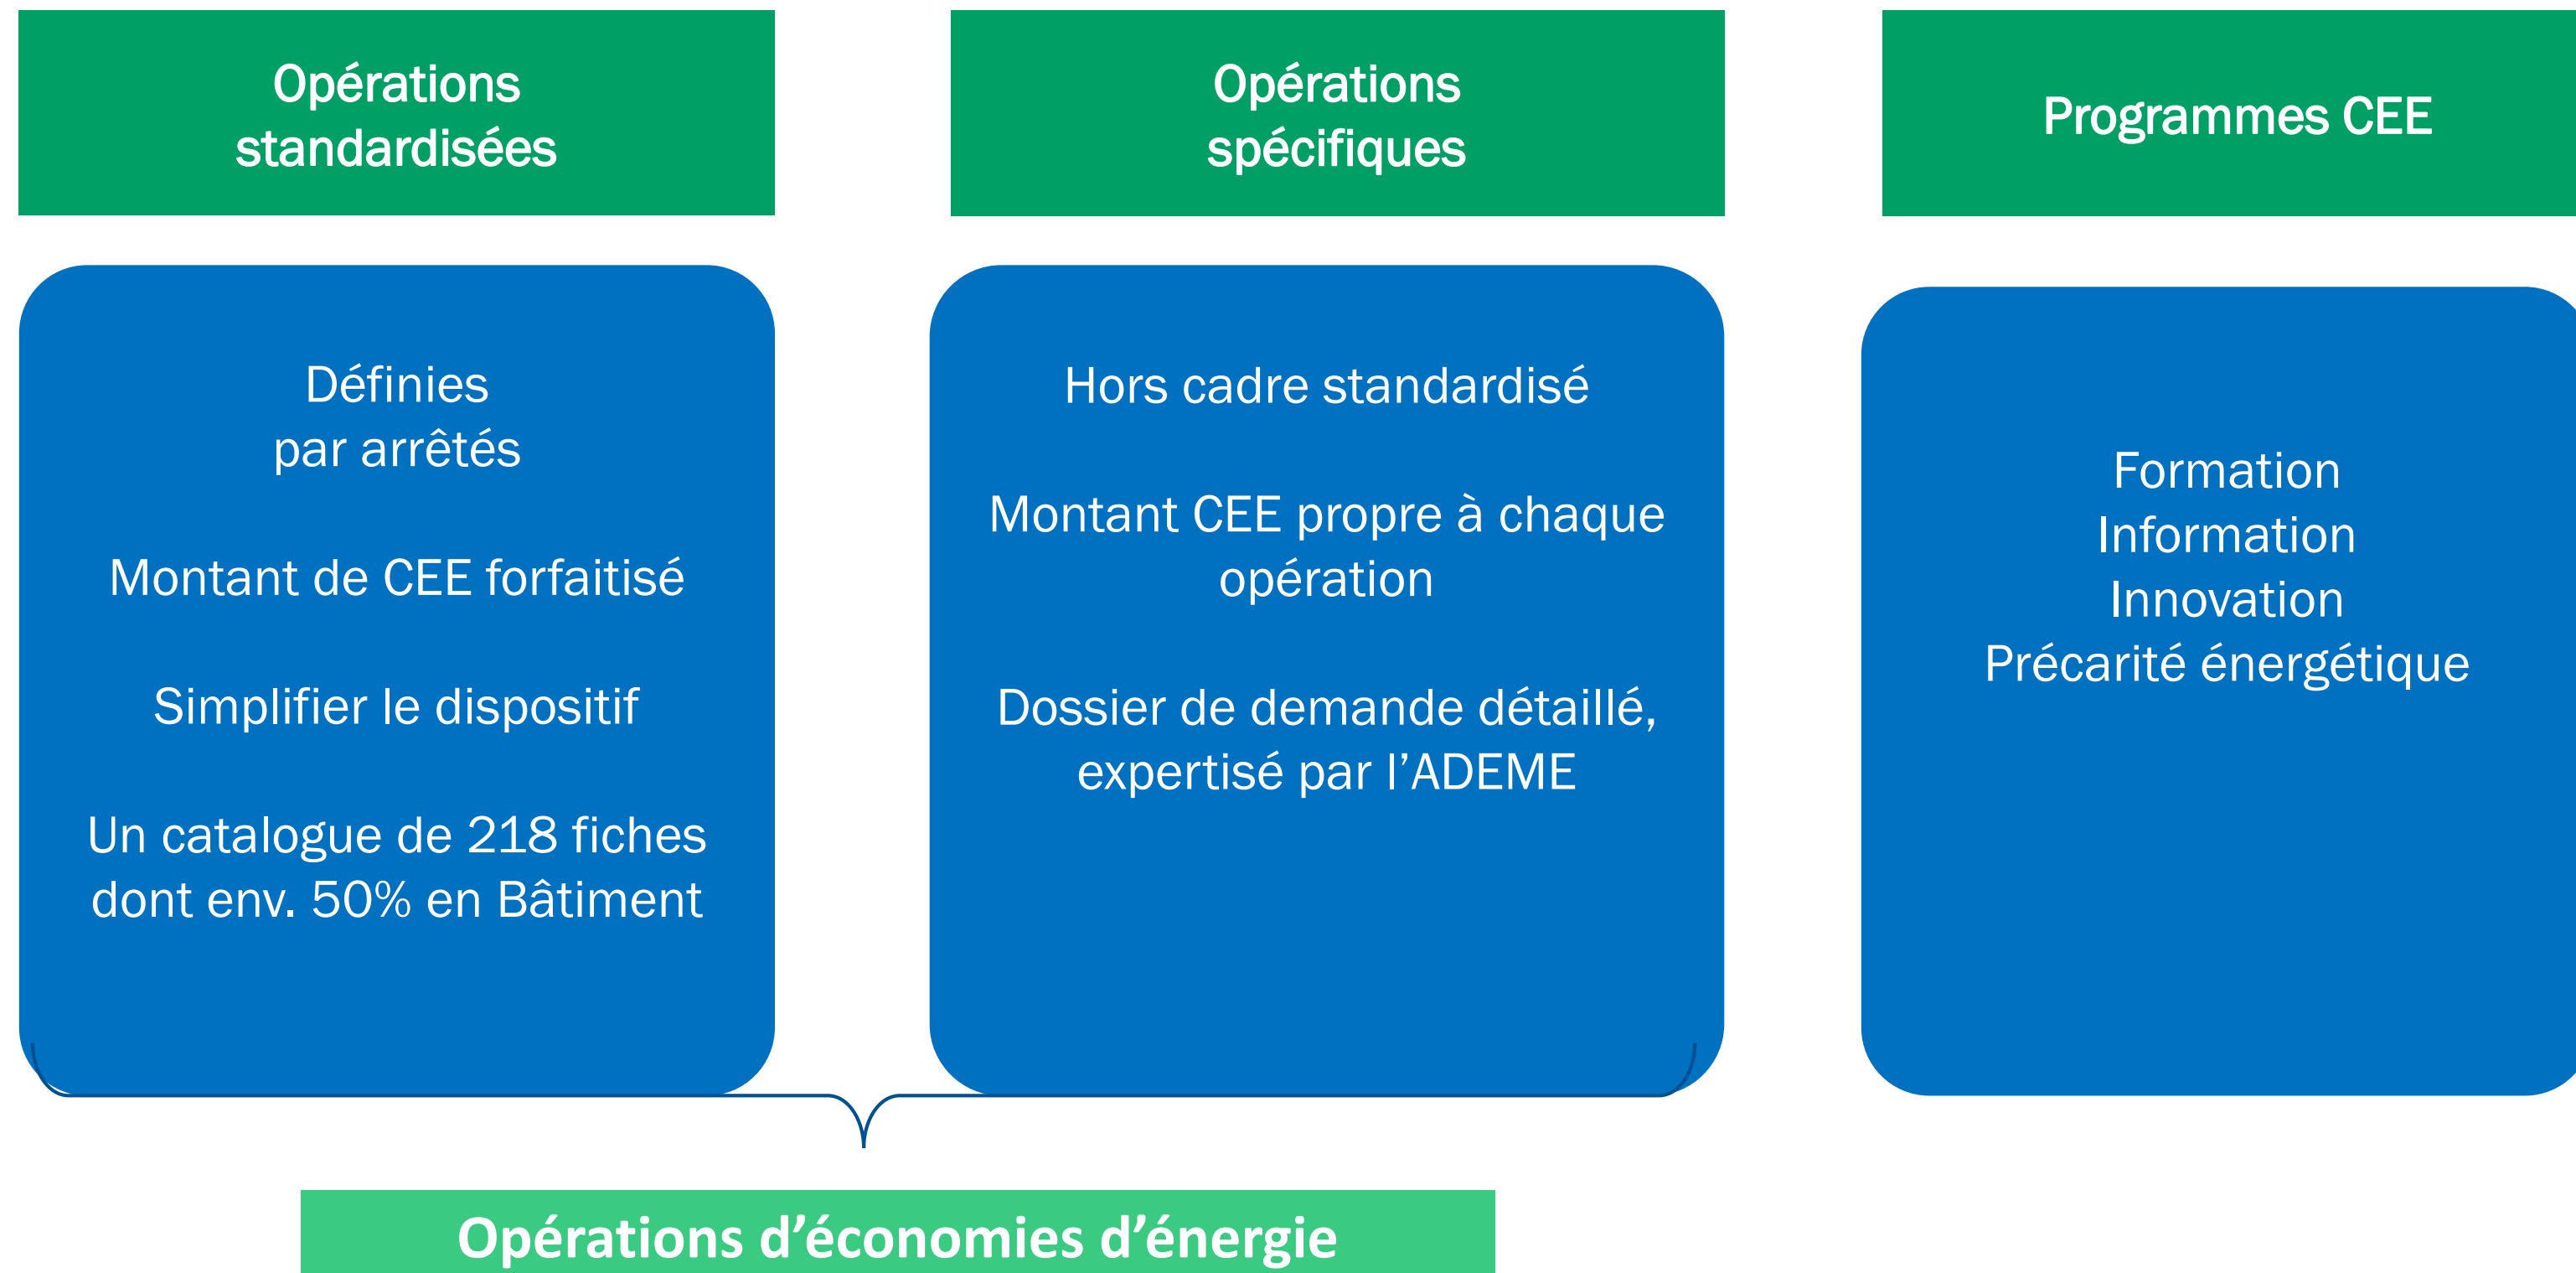 Opérations
standardisées
Définies
par arrêtés
Montant de CEE forfaitisé
Simplifier le dispositif
Un catalogue de 218 fiches
dont env. 50% en Bâtiment
Opérations
spécifiques
Hors cadre standardisé
Montant CEE propre à chaque
opération
Dossier de demande détaillé,
expertisé par l’ADEME
Programmes CEE
Formation
Information
Innovation
Précarité énergétique
Opérations d’économies d’énergie